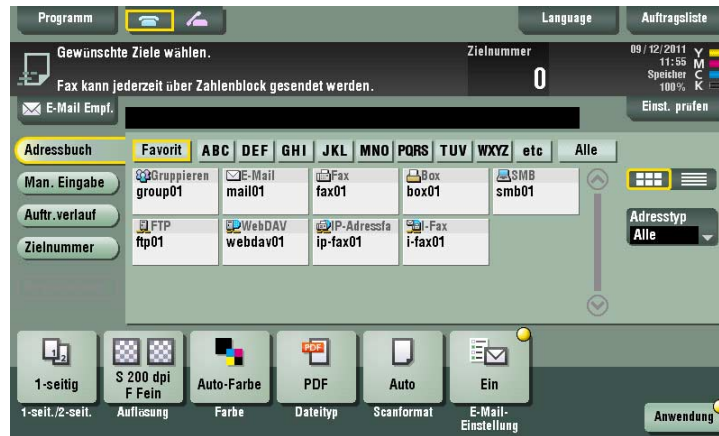 Programm
Language
Auftragsliste
Gewünschte Ziele wählen.
Zielnummer
0
Fax kann jederzeit über Zahlenblock gesendet werden.
09/12/2011
11:55
Speicher
100%
Y
M
C
K
E-Mail Empf.
Einst. prüfen
Adressbuch
Favorit ABC DEF GHI JKL MNO PQRS TUV WXYZ etc Alle
Man. Eingabe
Auftr.verlauf
Zielnummer
Gruppieren
group01
E-Mail
mail01
Fax
fax01
Box
box01
SMB
smb01
FTP
ftp01
WebDAV
webdav01
IP-Adressfa
ip-fax01
I-Fax
i-fax01
Adresstyp
Alle
1 2
1-seitig
1-seit./2-seit.
S 200 dpi
F Fein
Auflösung
Auto-Farbe
Farbe
PDF
PDF
Dateityp
Auto
Scanformat
Ein
E-Mail-
Einstellung
Anwendung